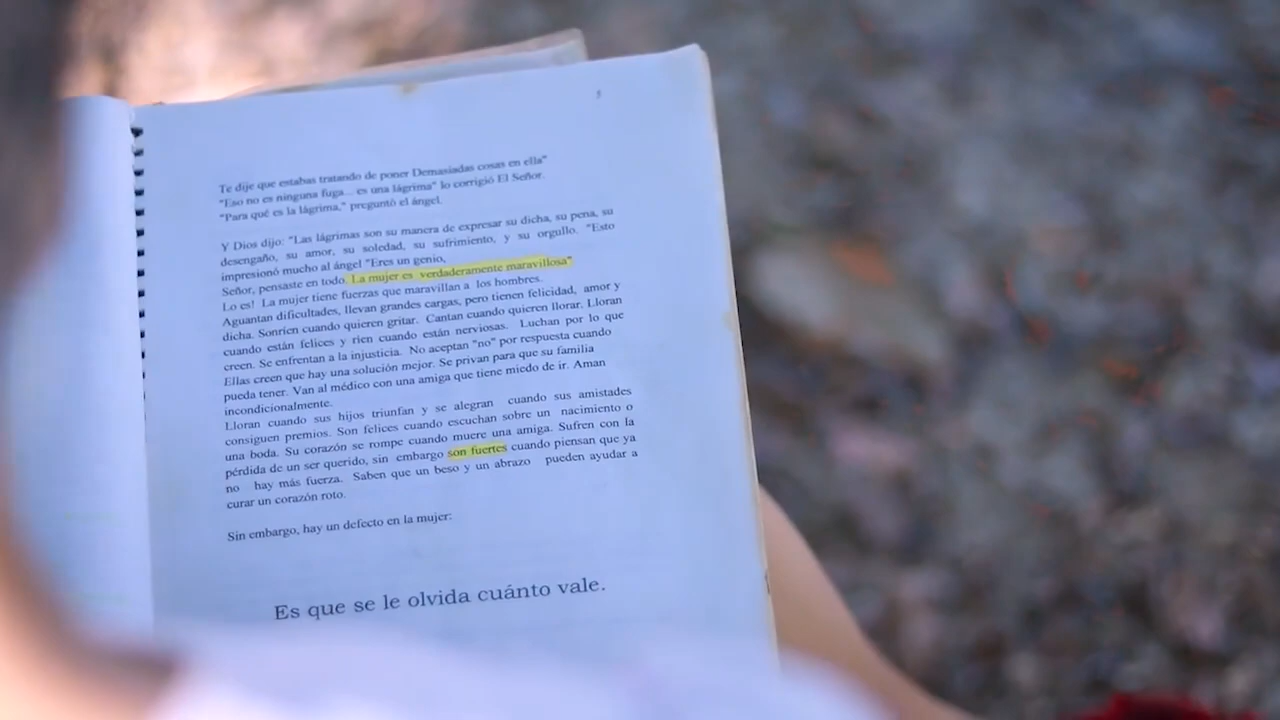 Te dije que estabas tratando de poner Demasiadas cosas en ella"
"Eso no es ninguna fuga... es una lágrima" lo corrigió El Señor.
"Para qué es la lágrima," preguntó el ángel.
Y Dios dijo: "Las lágrimas son su manera de expresar su dicha, su pena, su
desengaño, su amor, su soledad, su sufrimiento, y su orgullo. "Esto
impresionó mucho al ángel "Eres un genio,
Señor, pensaste en todo. La mujer es verdaderamente maravillosa"
Lo es! La mujer tiene fuerzas que maravillan a los hombres.
Aguantan dificultades, llevan grandes cargas, pero tienen felicidad, amor y
dicha. Sonríen cuando quieren gritar. Cantan cuando quieren llorar. Lloran
cuando están felices y ríen cuando están nerviosas. Luchan por lo que
creen. Se enfrentan a la injusticia. No aceptan "no" por respuesta cuando
Ellas creen que hay una solución mejor. Se privan para que su familia
pueda tener. Van al médico con una amiga que tiene miedo de ir. Aman
incondicionalmente.
Lloran cuando sus hijos triunfan y se alegran cuando sus amistades
consiguen premios. Son felices cuando escuchan sobre un nacimiento o
una boda. Su corazón se rompe cuando muere una amiga. Sufren con la
pérdida de un ser querido, sin embargo son fuertes cuando piensan que ya
no hay más fuerza. Saben que un beso y un abrazo pueden ayudar a
curar un corazón roto.
Sin embargo, hay un defecto en la mujer:
Es que se le olvida cuánto vale.